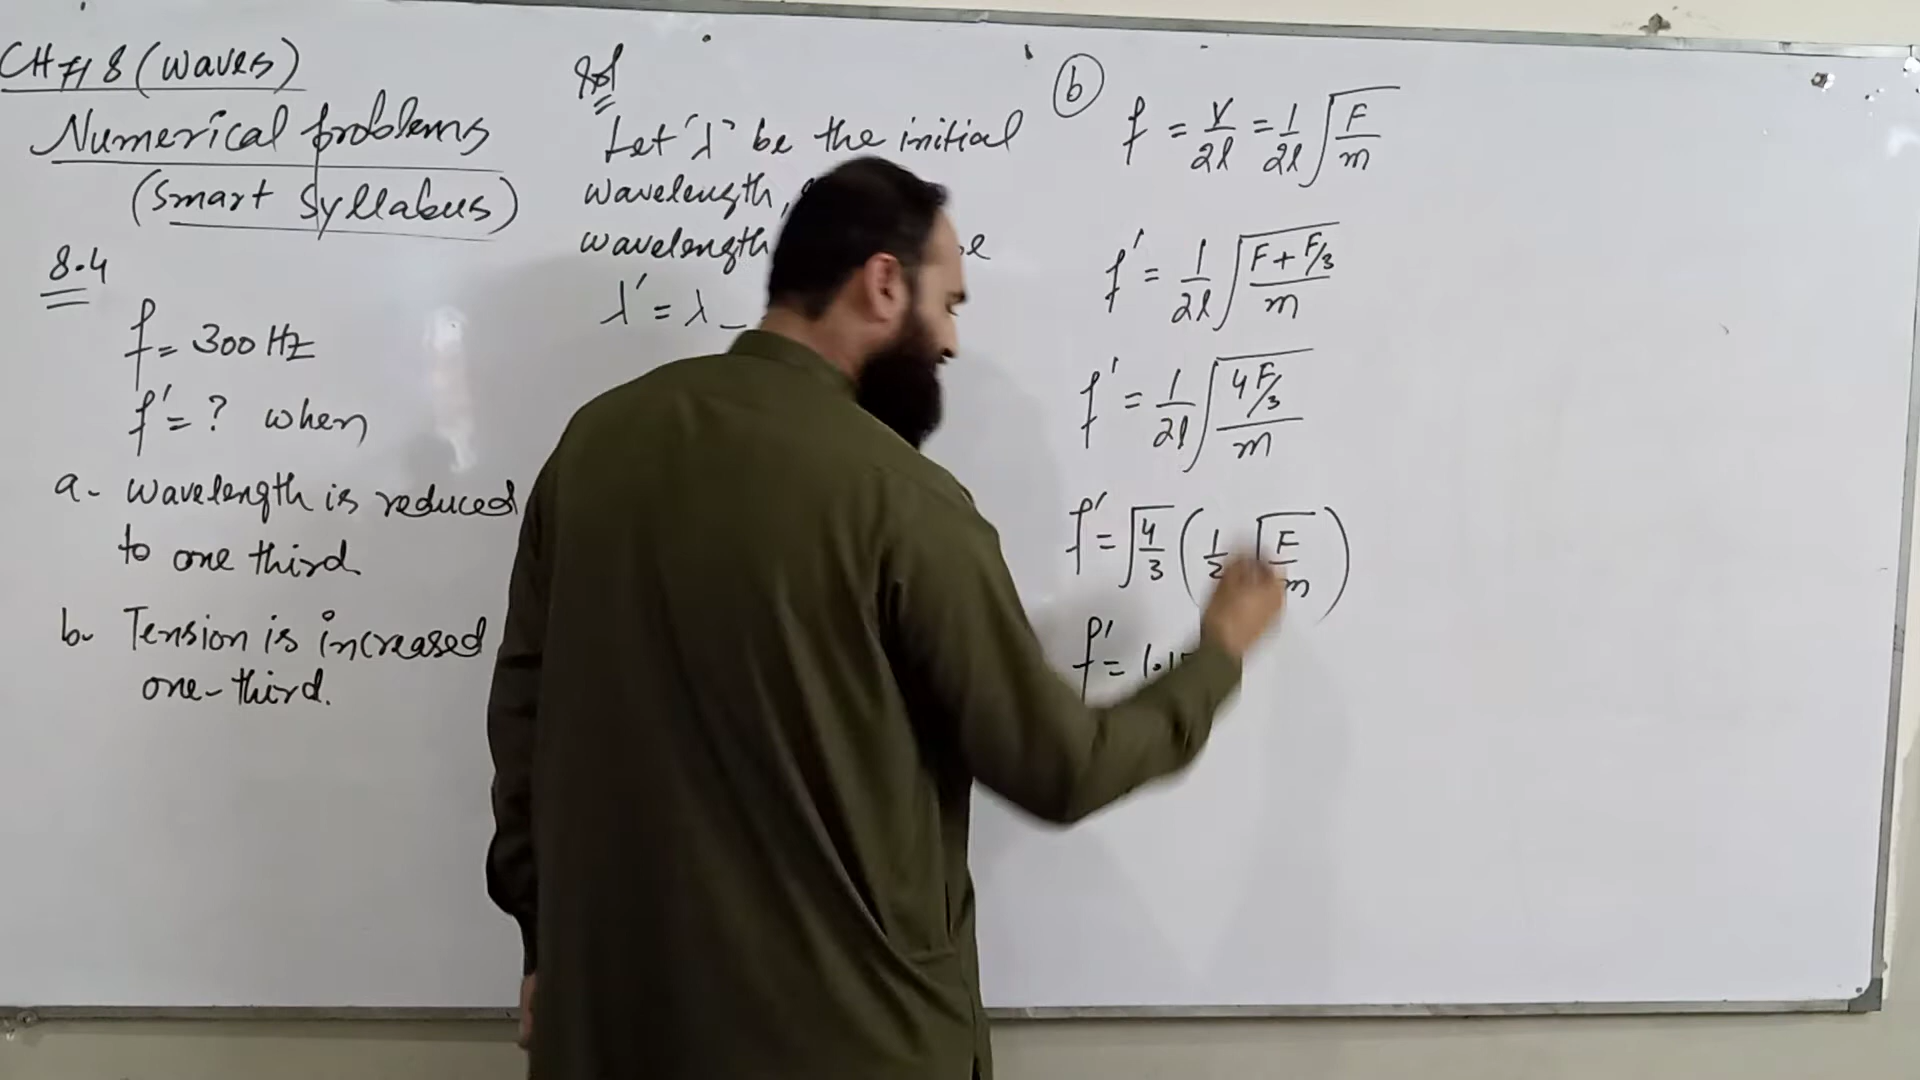 CH # 8 (waves)
Numerical problems
(Smart Syllabus)
8.4
f = 300 Hz
f' = ? when
a- wavelength is reduced
to one third.
b- Tension is increased
one-third.
Sol
Let 'λ' be the initial
wavelength,
wavelength
λ' = λ -
(b)
f = V/2l = 1/2l √F/m
f' = 1/2l √(F + F/3)/m
f' = 1/2l √(4F/3)/m
f' = √4/3 (1/2 √F/m)
f' = 1.1